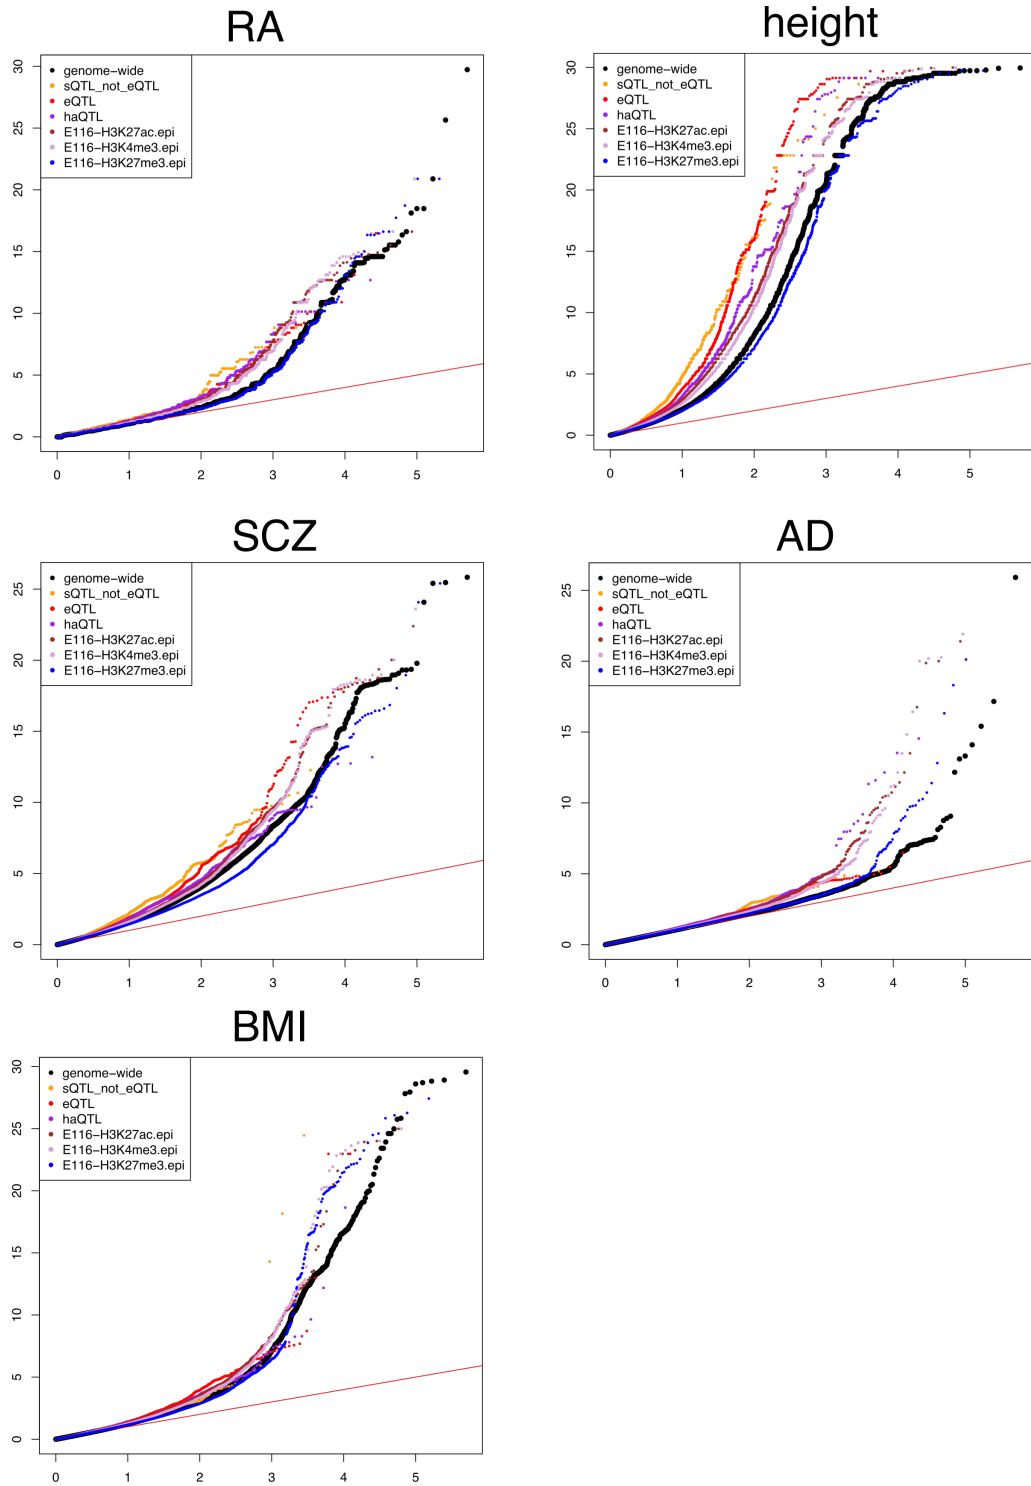 RA
genome-wide
sQTL_not_eQTL
eQTL
haQTL
E116-H3K27ac.epi
E116-H3K4me3.epi
E116-H3K27me3.epi
30
25
20
15
10
5
0
0 1 2 3 4 5
height
genome-wide
sQTL_not_eQTL
eQTL
haQTL
E116-H3K27ac.epi
E116-H3K4me3.epi
E116-H3K27me3.epi
30
25
20
15
10
5
0
0 1 2 3 4 5
SCZ
genome-wide
sQTL_not_eQTL
eQTL
haQTL
E116-H3K27ac.epi
E116-H3K4me3.epi
E116-H3K27me3.epi
25
20
15
10
5
0
0 1 2 3 4 5
AD
genome-wide
sQTL_not_eQTL
eQTL
haQTL
E116-H3K27ac.epi
E116-H3K4me3.epi
E116-H3K27me3.epi
25
20
15
10
5
0
0 1 2 3 4 5
BMI
genome-wide
sQTL_not_eQTL
eQTL
haQTL
E116-H3K27ac.epi
E116-H3K4me3.epi
E116-H3K27me3.epi
30
25
20
15
10
5
0
0 1 2 3 4 5